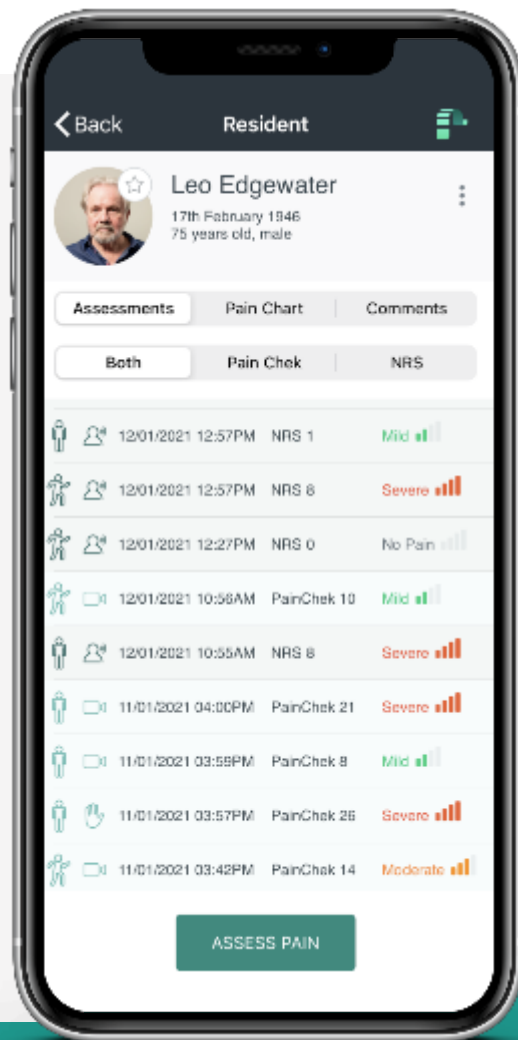 Back Resident
Leo Edgewater
17th February 1946
75 years old, male
Assessments Pain Chart Comments
Both Pain Chek NRS
12/01/2021 12:57PM NRS 1 Mild
12/01/2021 12:57PM NRS 8 Severe
12/01/2021 12:27PM NRS 0 No Pain
12/01/2021 10:56AM PainChek 10 Mild
12/01/2021 10:55AM NRS 8 Severe
11/01/2021 04:00PM PainChek 21 Severe
11/01/2021 03:59PM PainChek 8 Mild
11/01/2021 03:57PM PainChek 26 Severe
11/01/2021 03:42PM PainChek 14 Moderate
ASSESS PAIN